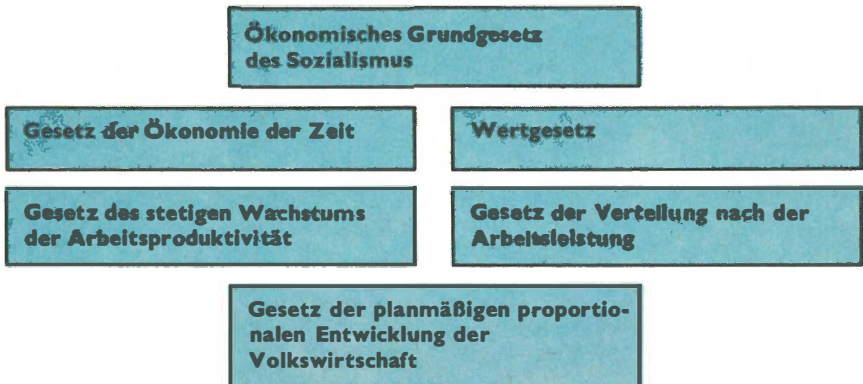 Ökonomisches Grundgesetz
des Sozialismus
Gesetz der Ökonomie der Zeit
Wertgesetz
Gesetz des stetigen Wachstums
der Arbeitsproduktivität
Gesetz der Verteilung nach der
Arbeitsleistung
Gesetz der planmäßigen proportio-
nalen Entwicklung der
Volkswirtschaft